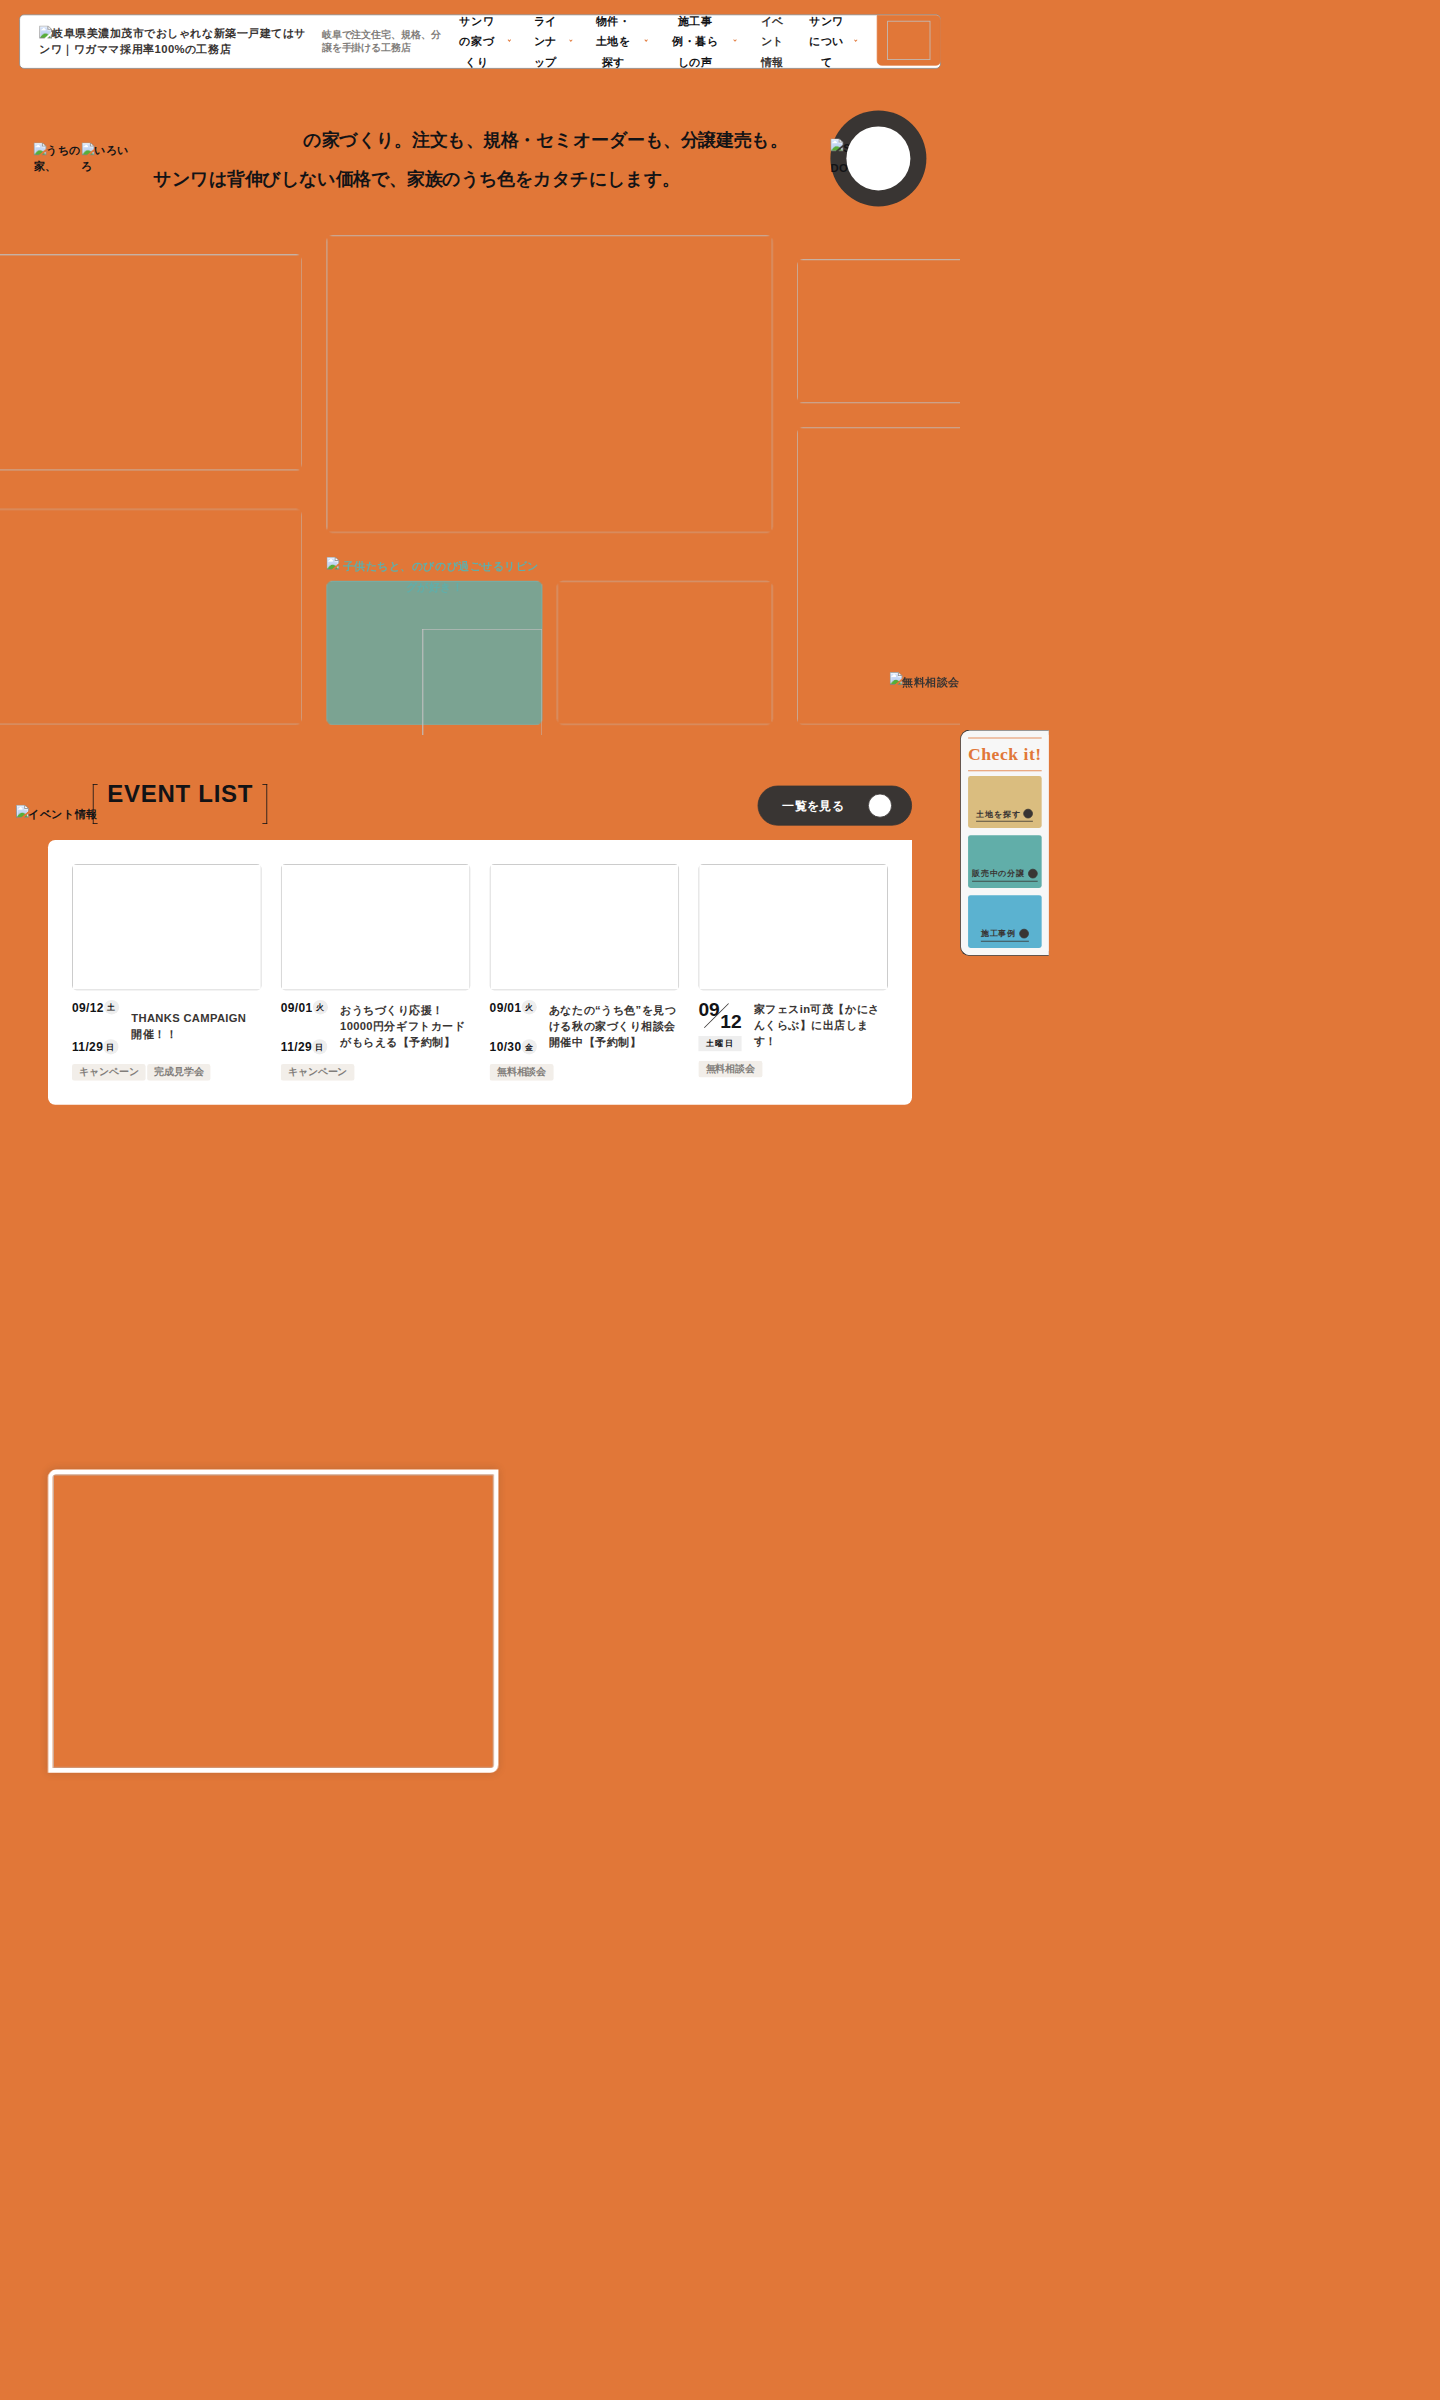 岐阜県美濃加茂市でおしゃれな新築一戸建てはサ
ンワ｜ワガママ採用率100%の工務店
岐阜で注文住宅、規格、分
譲を手掛ける工務店
サンワ
の家づ
くり
ライ
ンナ
ップ
物件・
土地を
探す
施工事
例・暮ら
しの声
イベ
ント
情報
サンワ
につい
て
うちの
家、
いろい
ろ
の家づくり。注文も、規格・セミオーダーも、分譲建売も。
サンワは背伸びしない価格で、家族のうち色をカタチにします。
DO
無料相談会
Check it!
土地を探す
販売中の分譲
施工事例
イベント情報
EVENT LIST
一覧を見る
09/12 土
11/29 日
THANKS CAMPAIGN
開催！！
キャンペーン 完成見学会
09/01 火
11/29 日
おうちづくり応援！
10000円分ギフトカード
がもらえる【予約制】
キャンペーン
09/01 火
10/30 金
あなたの“うち色”を見つ
ける秋の家づくり相談会
開催中【予約制】
無料相談会
09/12
土曜日
家フェスin可茂【かにさ
んくらぶ】に出店しま
す！
無料相談会